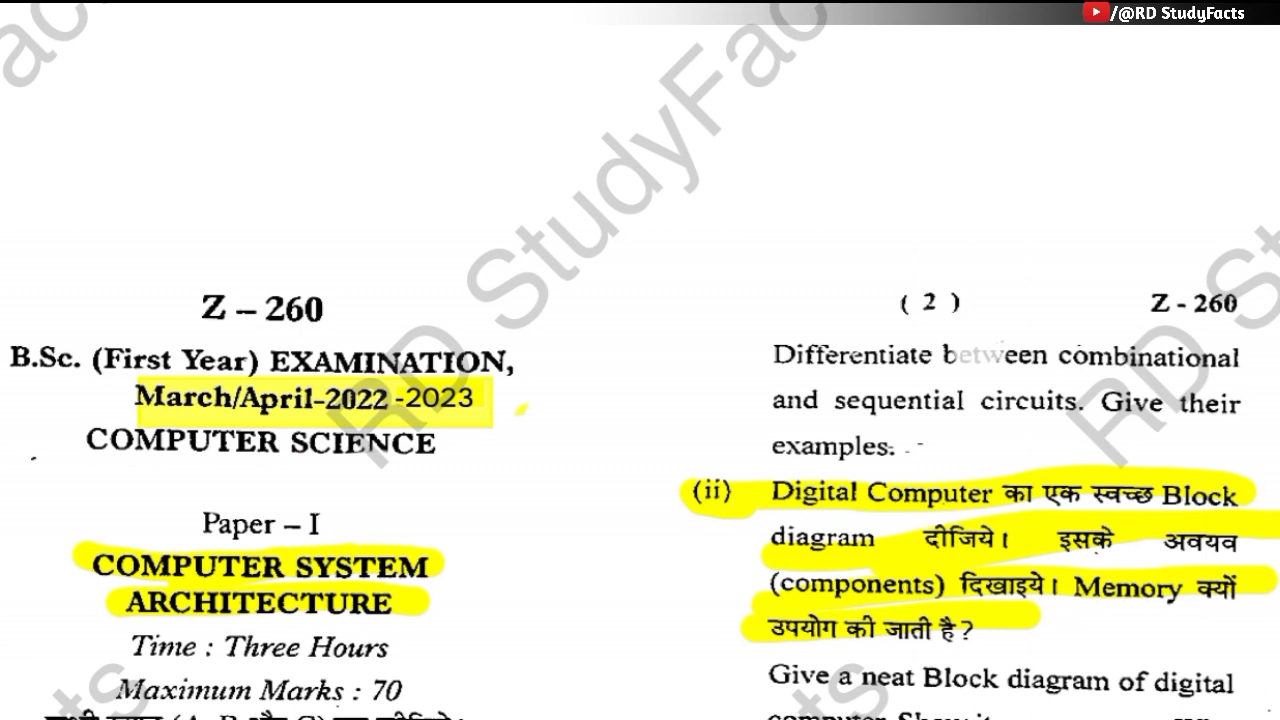 /@RD StudyFacts
Z – 260
B.Sc. (First Year) EXAMINATION,
March/April-2022 -2023
COMPUTER SCIENCE
Paper – I
COMPUTER SYSTEM
ARCHITECTURE
Time : Three Hours
Maximum Marks : 70
( 2 ) Z - 260
Differentiate between combinational
and sequential circuits. Give their
examples.
(ii) Digital Computer का एक स्वच्छ Block
diagram दीजिये। इसके अवयव
(components) दिखाइये। Memory क्यों
उपयोग की जाती है?
Give a neat Block diagram of digital
RD StudyFacts